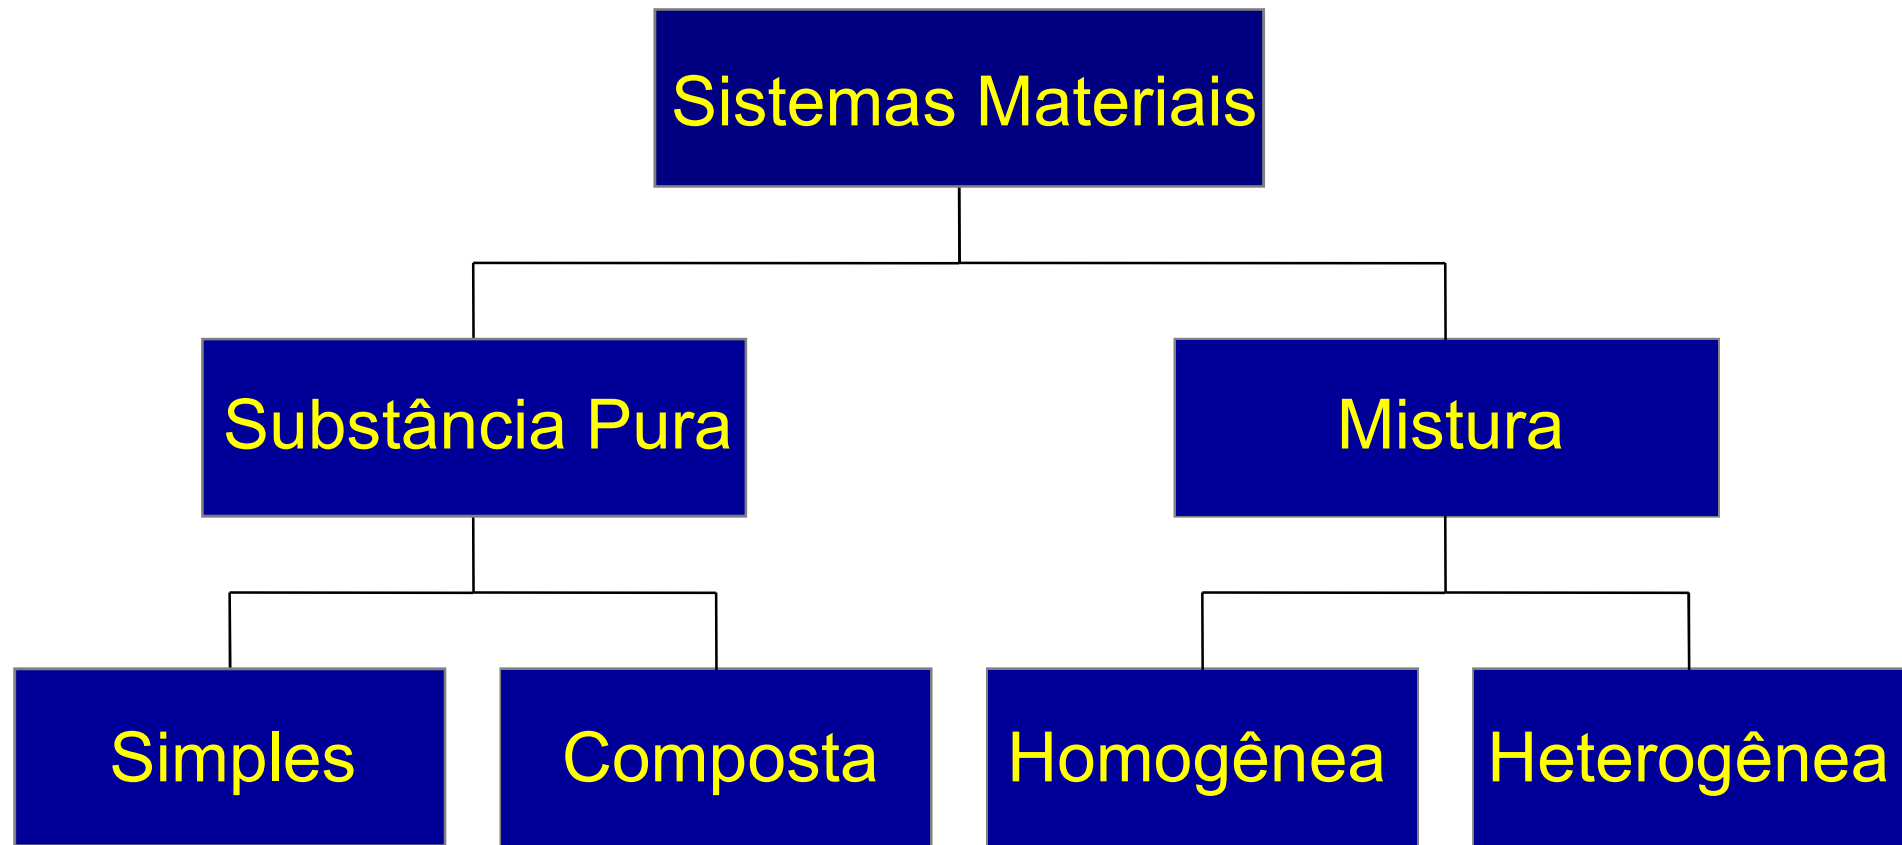 Sistemas Materiais
Substância Pura
Mistura
Simples
Composta
Homogênea
Heterogênea